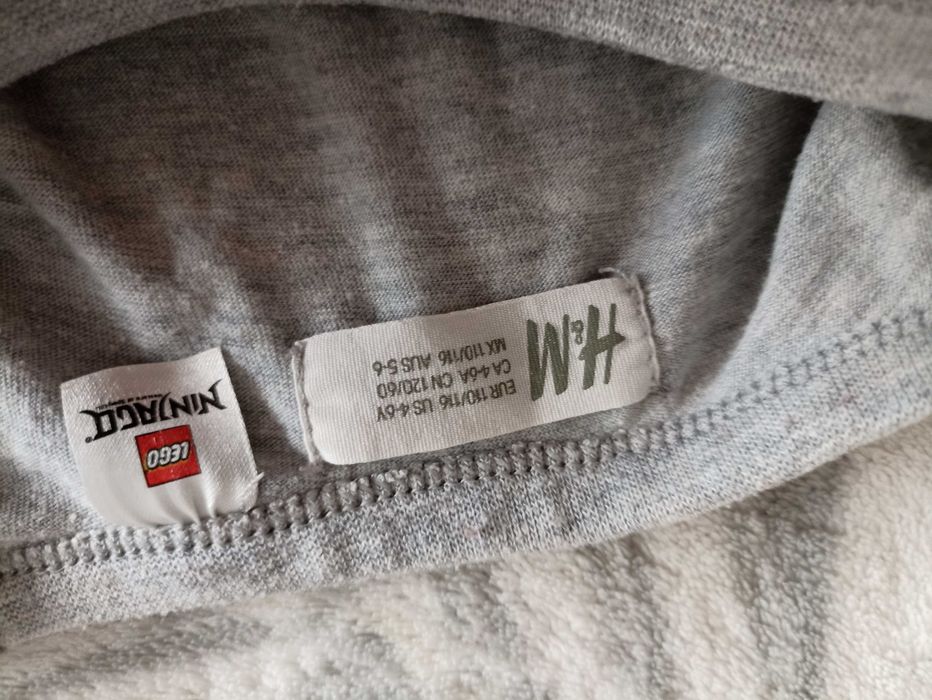 H&M
EUR 110/116 US 4-6Y
CA 4-6A CN 120/60
MX 110/116 AUS 5-6
LEGO
NINJAGO